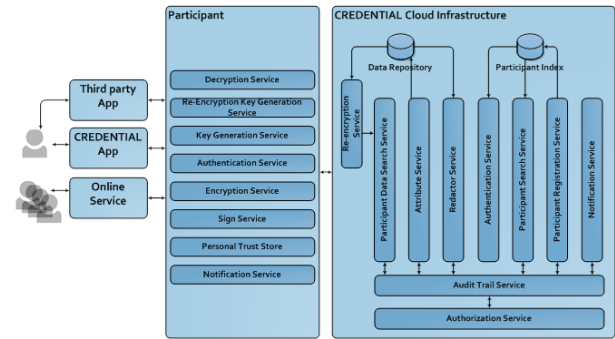 Participant
CREDENTIAL Cloud Infrastructure
Third party
App
CREDENTIAL
App
Online
Service
Decryption Service
Re-Encryption Key Generation
Service
Key Generation Service
Authentication Service
Encryption Service
Sign Service
Personal Trust Store
Notification Service
Data Repository
Participant Index
Re-encryption
Service
Participant Data Search Service
Attribute Service
Redactor Service
Authentication Service
Participant Search Service
Participant Registration Service
Notification Service
Audit Trail Service
Authorization Service